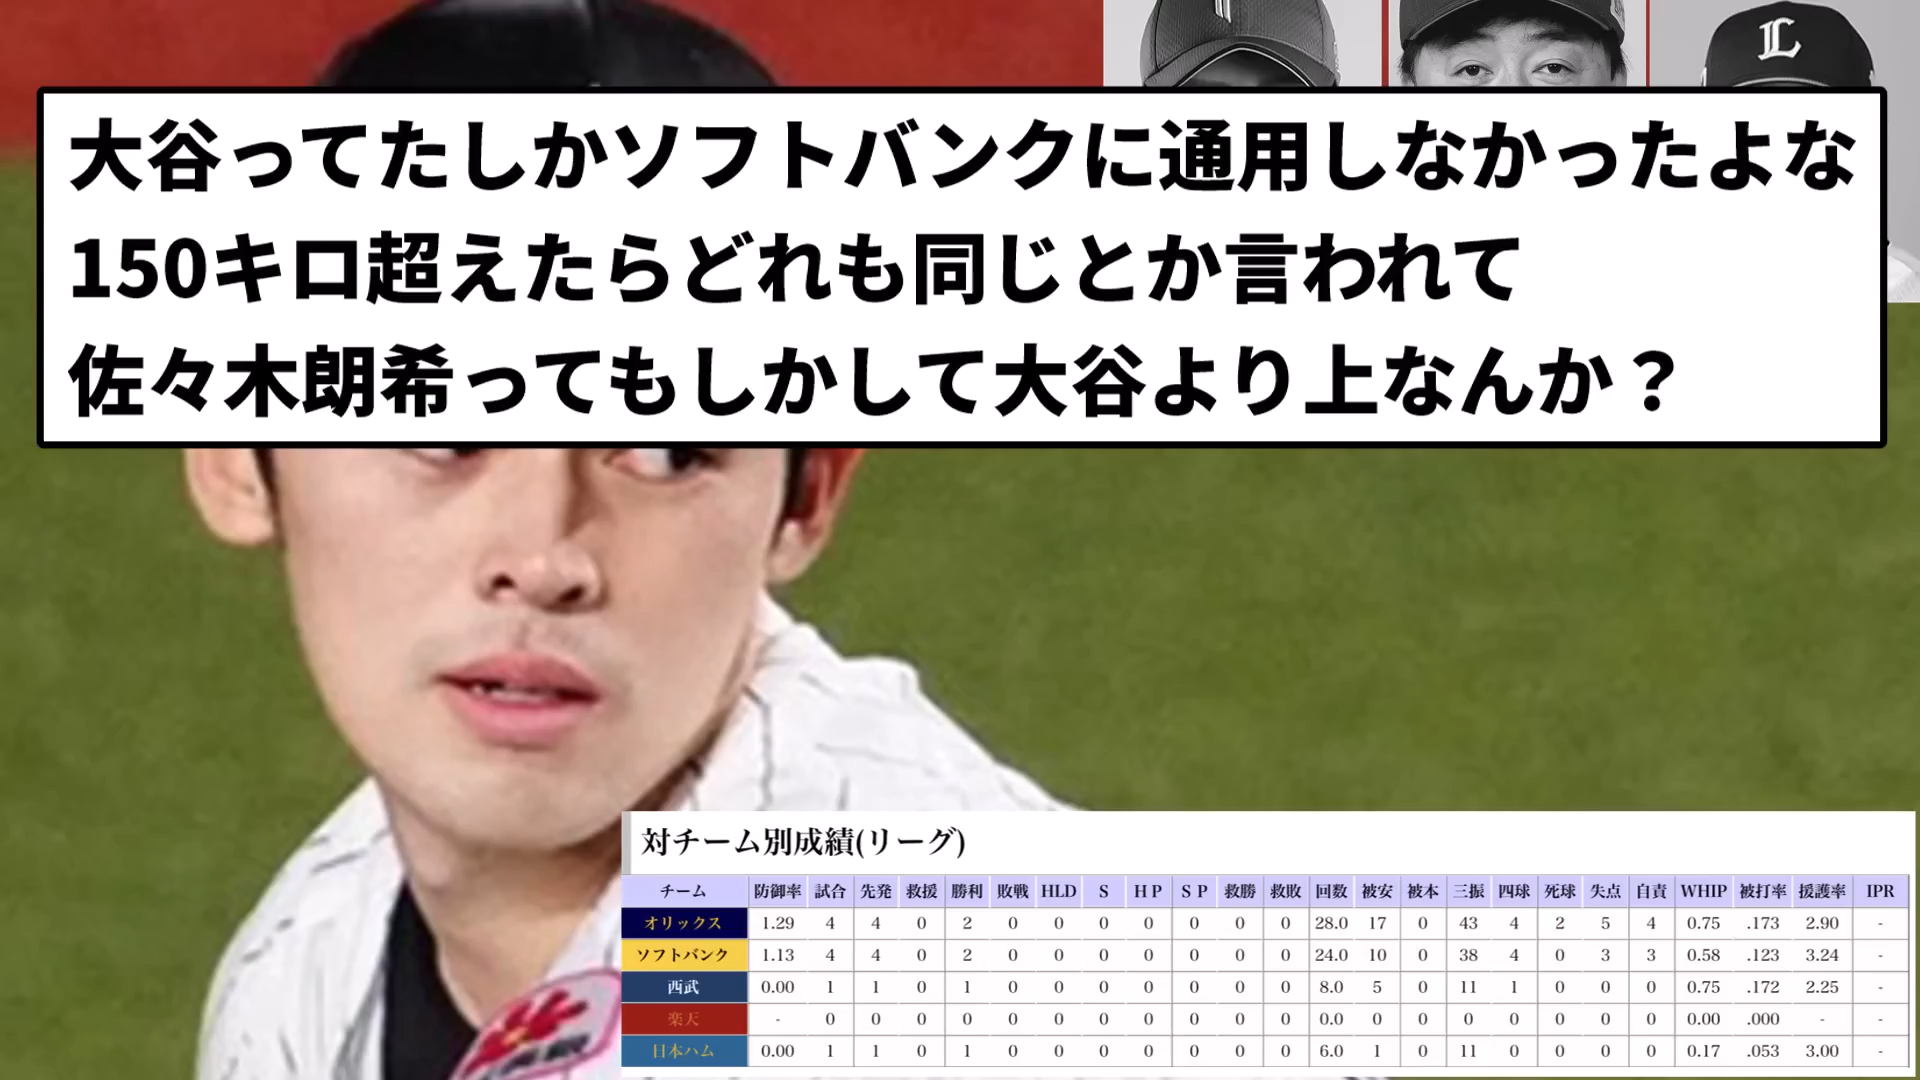 大谷ってたしかソフトバンクに通用しなかったよな
150キロ超えたらどれも同じとか言われて
佐々木朗希ってもしかして大谷より上なんか？
対チーム別成績(リーグ)
チーム 防御率 試合 先発 救援 勝利 敗戦 HLD S HP SP 救勝 救敗 回数 被安 被本 三振 四球 死球 失点 自責 WHIP 被打率 援護率 IPR
オリックス 1.29 4 4 0 2 0 0 0 0 0 0 0 28.0 17 0 43 4 2 5 4 0.75 .173 2.90 -
ソフトバンク 1.13 4 4 0 2 0 0 0 0 0 0 0 24.0 10 0 38 4 0 3 3 0.58 .123 3.24 -
西武 0.00 1 1 0 1 0 0 0 0 0 0 0 8.0 5 0 11 1 0 0 0 0.75 .172 2.25 -
楽天 - 0 0 0 0 0 0 0 0 0 0 0 0.0 0 0 0 0 0 0 0 0.00 .000 - -
日本ハム 0.00 1 1 0 1 0 0 0 0 0 0 0 6.0 1 0 11 0 0 0 0 0.17 .053 3.00 -